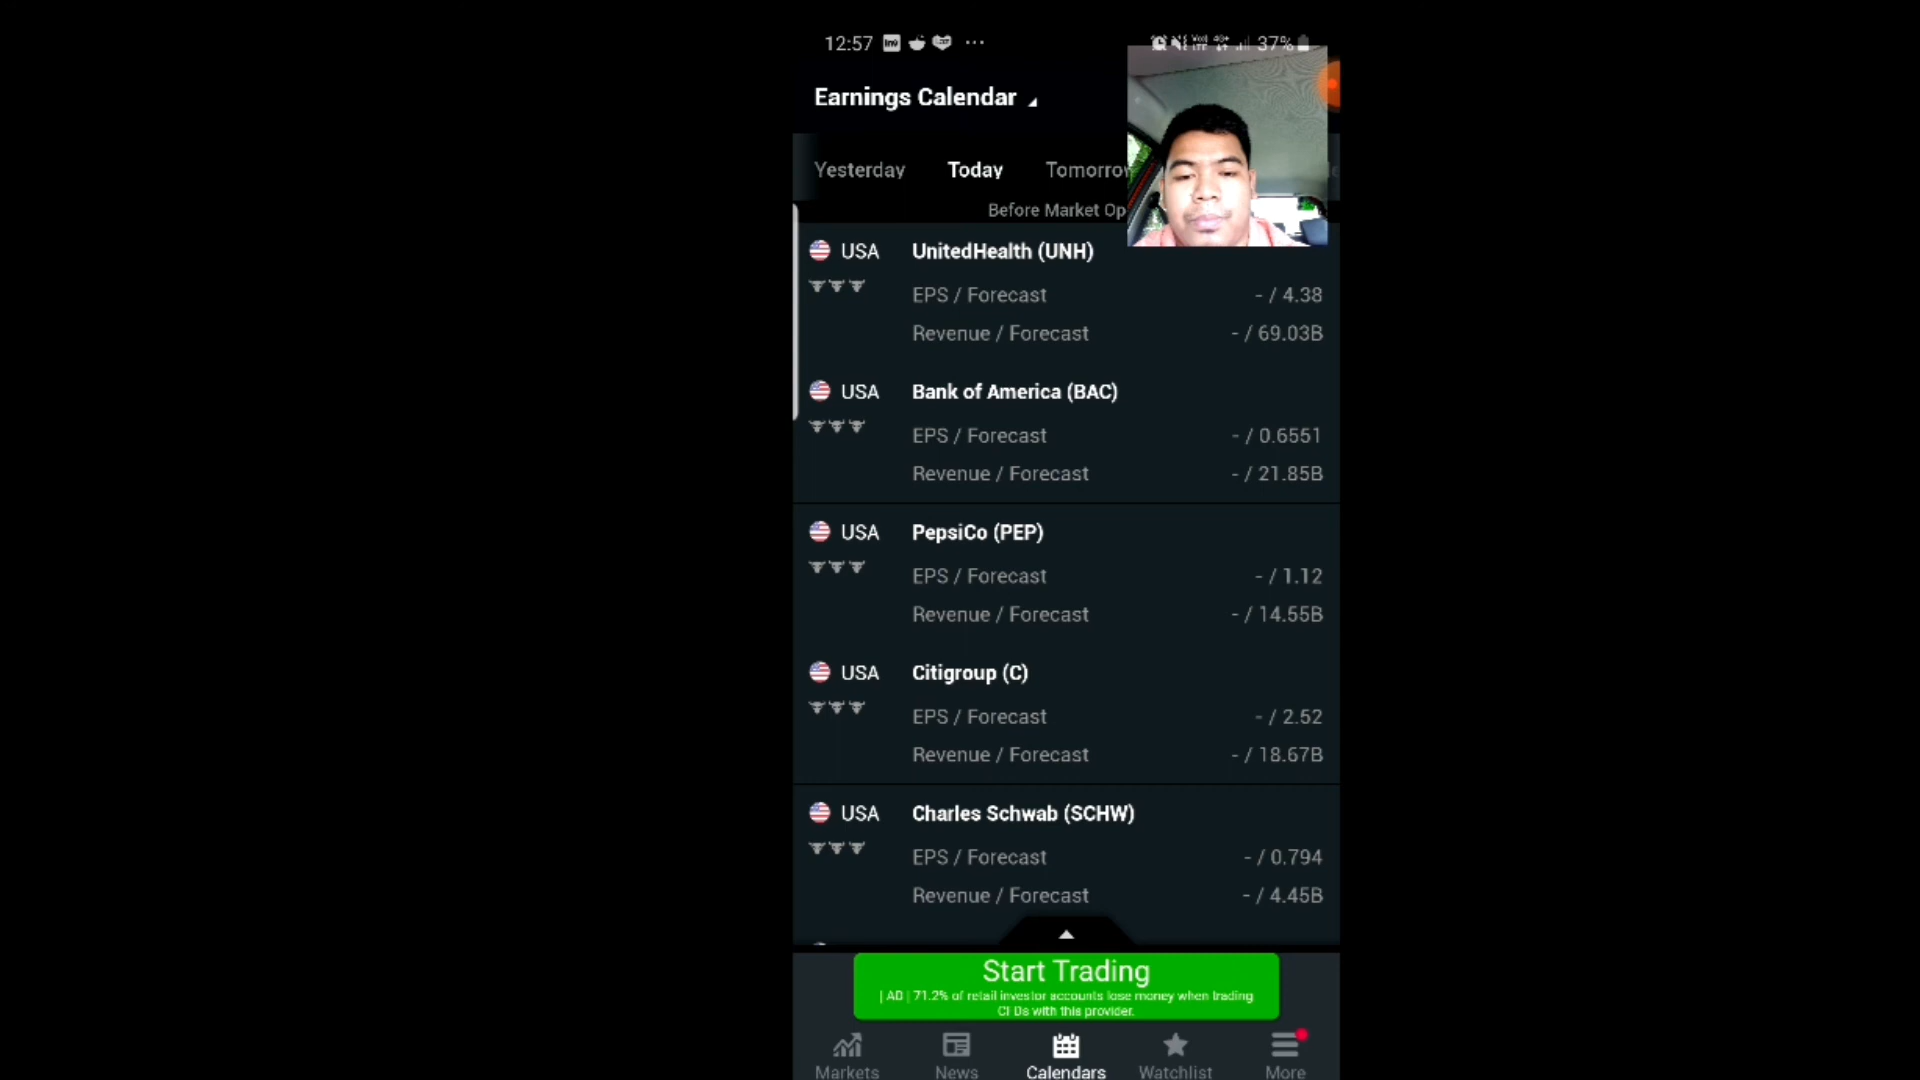 12:57 37%
Earnings Calendar
Yesterday Today Tomorrow
Before Market Op
USA UnitedHealth (UNH)
EPS / Forecast - / 4.38
Revenue / Forecast - / 69.03B
USA Bank of America (BAC)
EPS / Forecast - / 0.6551
Revenue / Forecast - / 21.85B
USA PepsiCo (PEP)
EPS / Forecast - / 1.12
Revenue / Forecast - / 14.55B
USA Citigroup (C)
EPS / Forecast - / 2.52
Revenue / Forecast - / 18.67B
USA Charles Schwab (SCHW)
EPS / Forecast - / 0.794
Revenue / Forecast - / 4.45B
Start Trading
| AD | 71.2% of retail investor accounts lose money when trading
CFDs with this provider.
Markets News Calendars Watchlist More